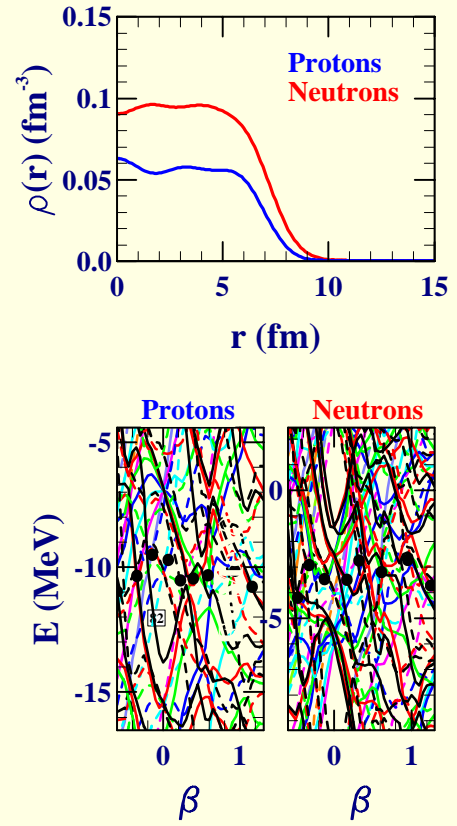 0.15
Protons
Neutrons
0.1
ρ(r) (fm⁻³)
0.05
0.0
0 5 10 15
r (fm)
Protons Neutrons
-5
0
E (MeV)
-10
82
-5
-15
0 1 0 1
β β